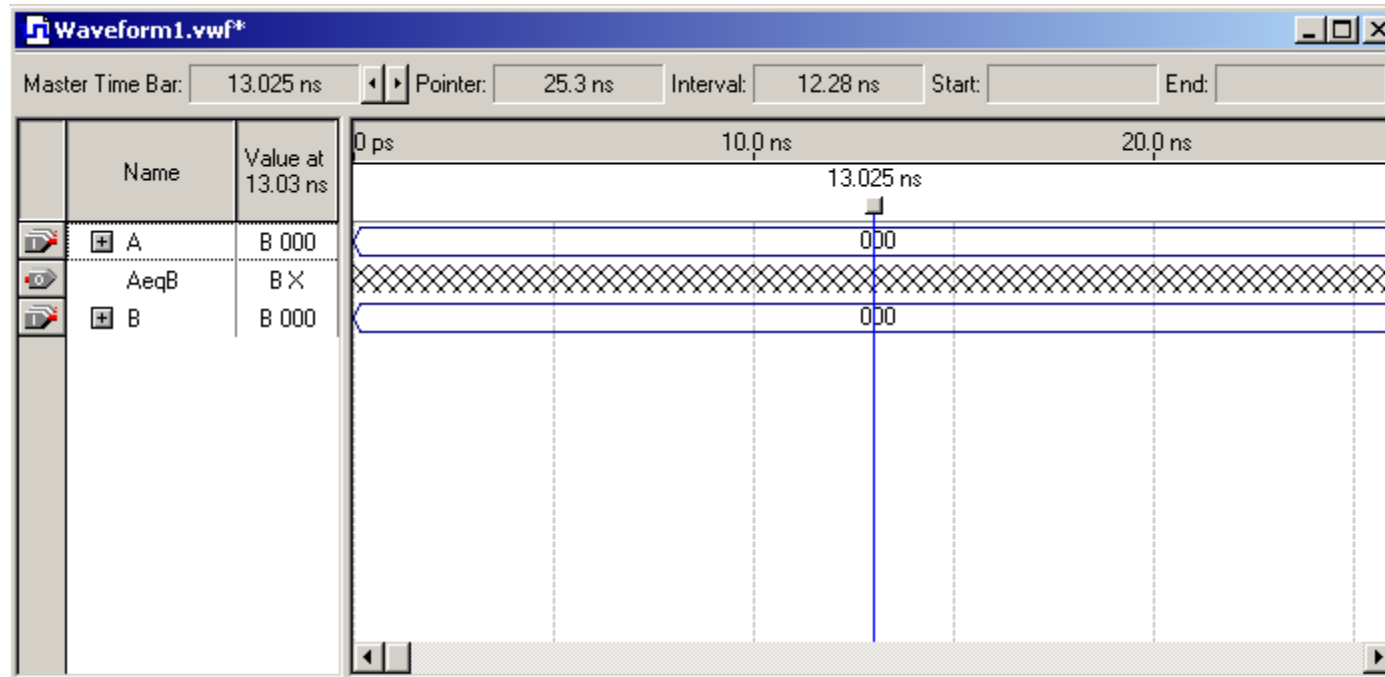 Waveform1.vwf*
Master Time Bar: 13.025 ns Pointer: 25.3 ns Interval: 12.28 ns Start: End:
Name Value at 13.03 ns 0 ps 10.0 ns 20.0 ns
13.025 ns
A B 000 000
AeqB B X
B B 000 000